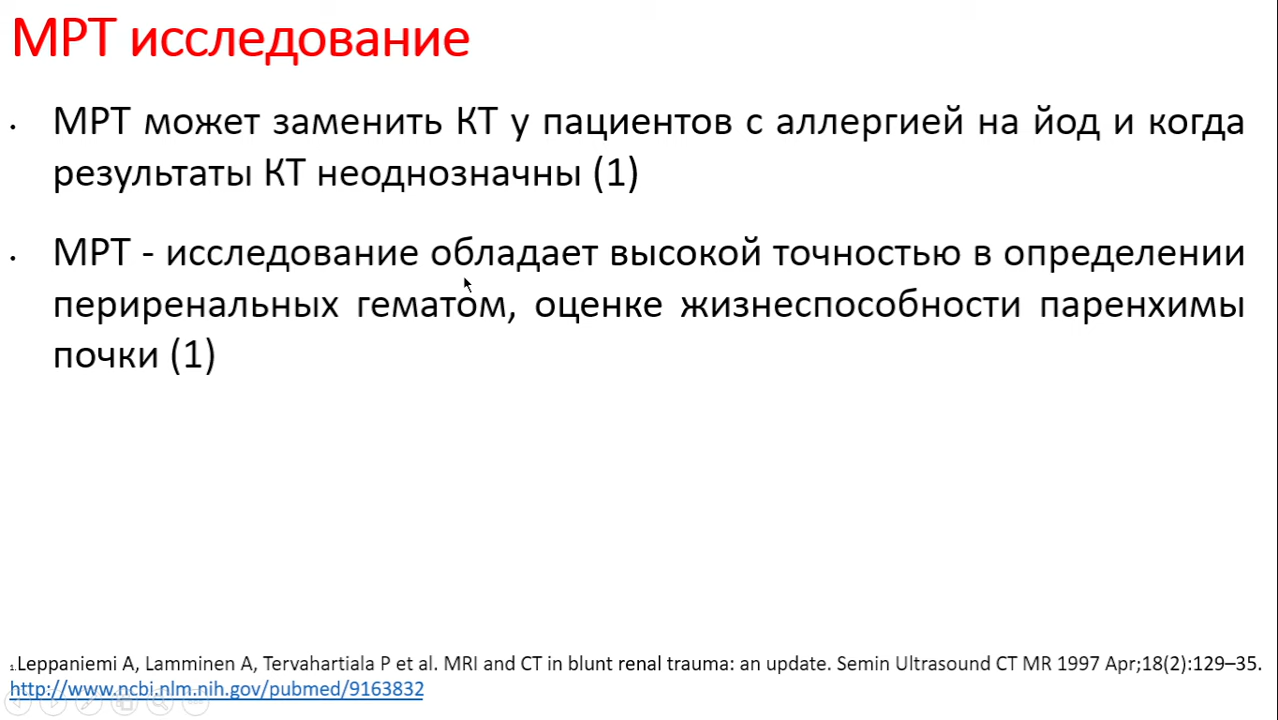 МРТ исследование
• МРТ может заменить КТ у пациентов с аллергией на йод и когда
результаты КТ неоднозначны (1)
• МРТ - исследование обладает высокой точностью в определении
периренальных гематом, оценке жизнеспособности паренхимы
почки (1)
1. Leppaniemi A, Lamminen A, Tervahartiala P et al. MRI and CT in blunt renal trauma: an update. Semin Ultrasound CT MR 1997 Apr;18(2):129–35.
http://www.ncbi.nlm.nih.gov/pubmed/9163832